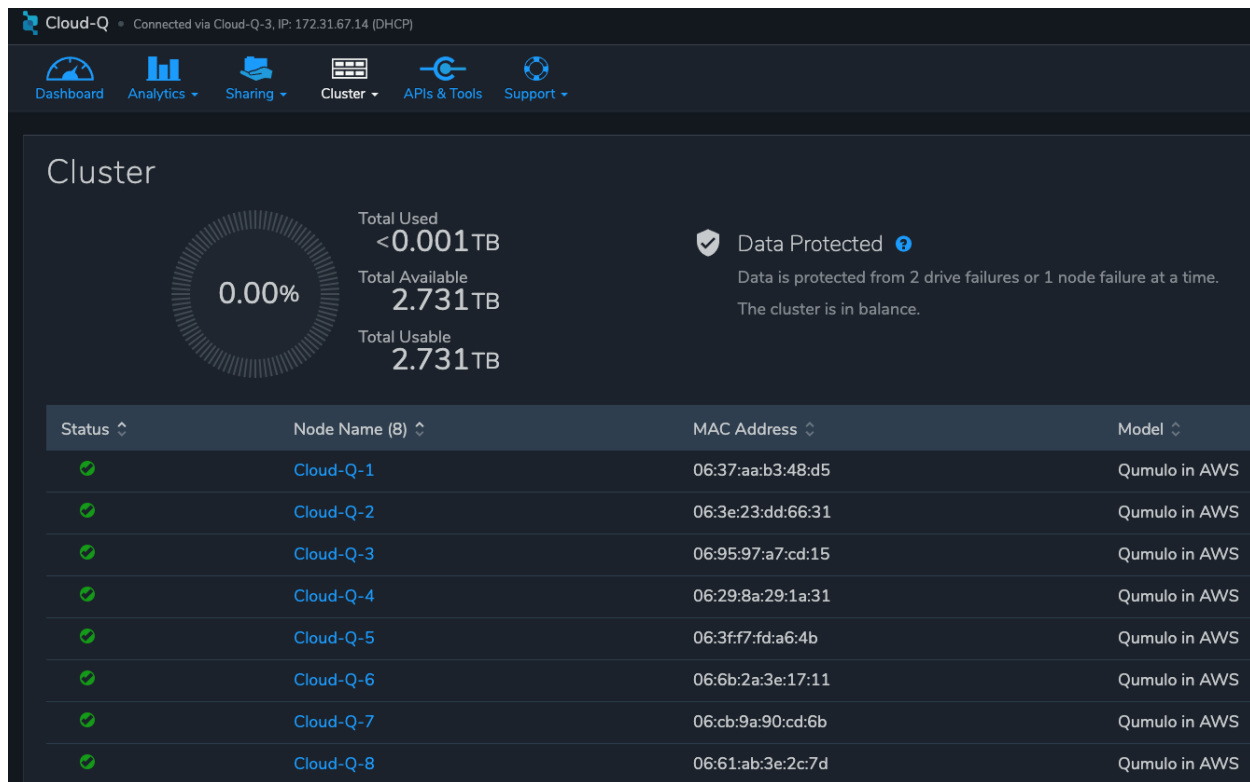 Cloud-Q • Connected via Cloud-Q-3, IP: 172.31.67.14 (DHCP)
Dashboard Analytics Sharing Cluster APIs & Tools Support
Cluster
0.00%
Total Used
<0.001TB
Total Available
2.731TB
Total Usable
2.731TB
Data Protected ?
Data is protected from 2 drive failures or 1 node failure at a time.
The cluster is in balance.
Status Node Name (8) MAC Address Model
Cloud-Q-1 06:37:aa:b3:48:d5 Qumulo in AWS
Cloud-Q-2 06:3e:23:dd:66:31 Qumulo in AWS
Cloud-Q-3 06:95:97:a7:cd:15 Qumulo in AWS
Cloud-Q-4 06:29:8a:29:1a:31 Qumulo in AWS
Cloud-Q-5 06:3f:f7:fd:a6:4b Qumulo in AWS
Cloud-Q-6 06:6b:2a:3e:17:11 Qumulo in AWS
Cloud-Q-7 06:cb:9a:90:cd:6b Qumulo in AWS
Cloud-Q-8 06:61:ab:3e:2c:7d Qumulo in AWS